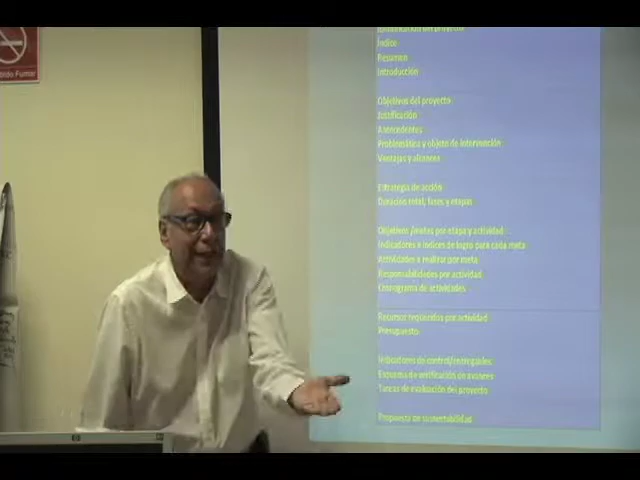 Fumar
Índice
Resumen
Introducción
Objetivos del proyecto
Justificación
Antecedentes
Problemática y objeto de intervención
Ventajas y alcances
Estrategia de acción
Duración total, fases y etapas
Objetivos /metas por etapa y actividad
Indicadores o índices de logro para cada meta
Actividades a realizar por meta
Responsabilidades por actividad
Cronograma de actividades
Recursos requeridos por actividad
Presupuesto
Indicadores de control/entregables
Esquema de verificación de avances
Tareas de evaluación del proyecto
Propuesta de sustentabilidad